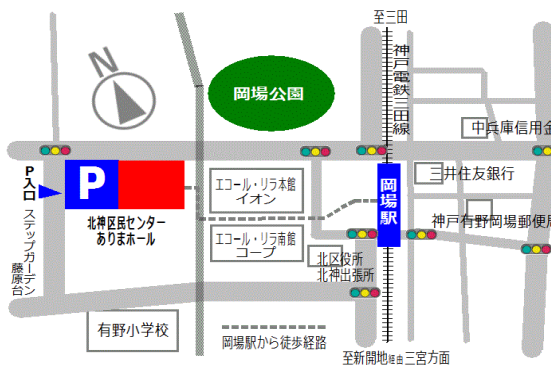 至三田
神戸電鉄三田線
N
岡場公園
中兵庫信用金
P
P入口
エコール・リラ本館
イオン
岡場駅
三井住友銀行
ステップガーデン
藤原台
北神区民センター
ありまホール
エコール・リラ南館
コープ
神戸有野岡場郵便局
北区役所
北神出張所
有野小学校
岡場駅から徒歩経路
至新開地経由三宮方面